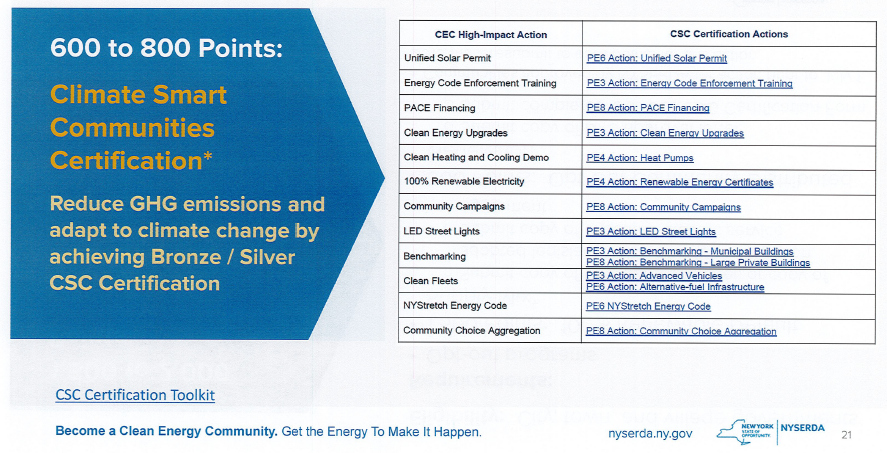 600 to 800 Points:
Climate Smart
Communities
Certification*
Reduce GHG emissions and
adapt to climate change by
achieving Bronze / Silver
CSC Certification
CEC High-Impact Action CSC Certification Actions
Unified Solar Permit PE6 Action: Unified Solar Permit
Energy Code Enforcement Training PE3 Action: Energy Code Enforcement Training
PACE Financing PE8 Action: PACE Financing
Clean Energy Upgrades PE3 Action: Clean Energy Upgrades
Clean Heating and Cooling Demo PE4 Action: Heat Pumps
100% Renewable Electricity PE4 Action: Renewable Energy Certificates
Community Campaigns PE8 Action: Community Campaigns
LED Street Lights PE3 Action: LED Street Lights
Benchmarking PE3 Action: Benchmarking - Municipal Buildings
PE8 Action: Benchmarking - Large Private Buildings
Clean Fleets PE3 Action: Advanced Vehicles
PE6 Action: Alternative-fuel Infrastructure
NYStretch Energy Code PE6 NYStretch Energy Code
Community Choice Aggregation PE8 Action: Community Choice Aggregation
CSC Certification Toolkit
Become a Clean Energy Community. Get the Energy To Make It Happen.
nyserda.ny.gov
NEW YORK
STATE OF
OPPORTUNITY
NYSERDA
21